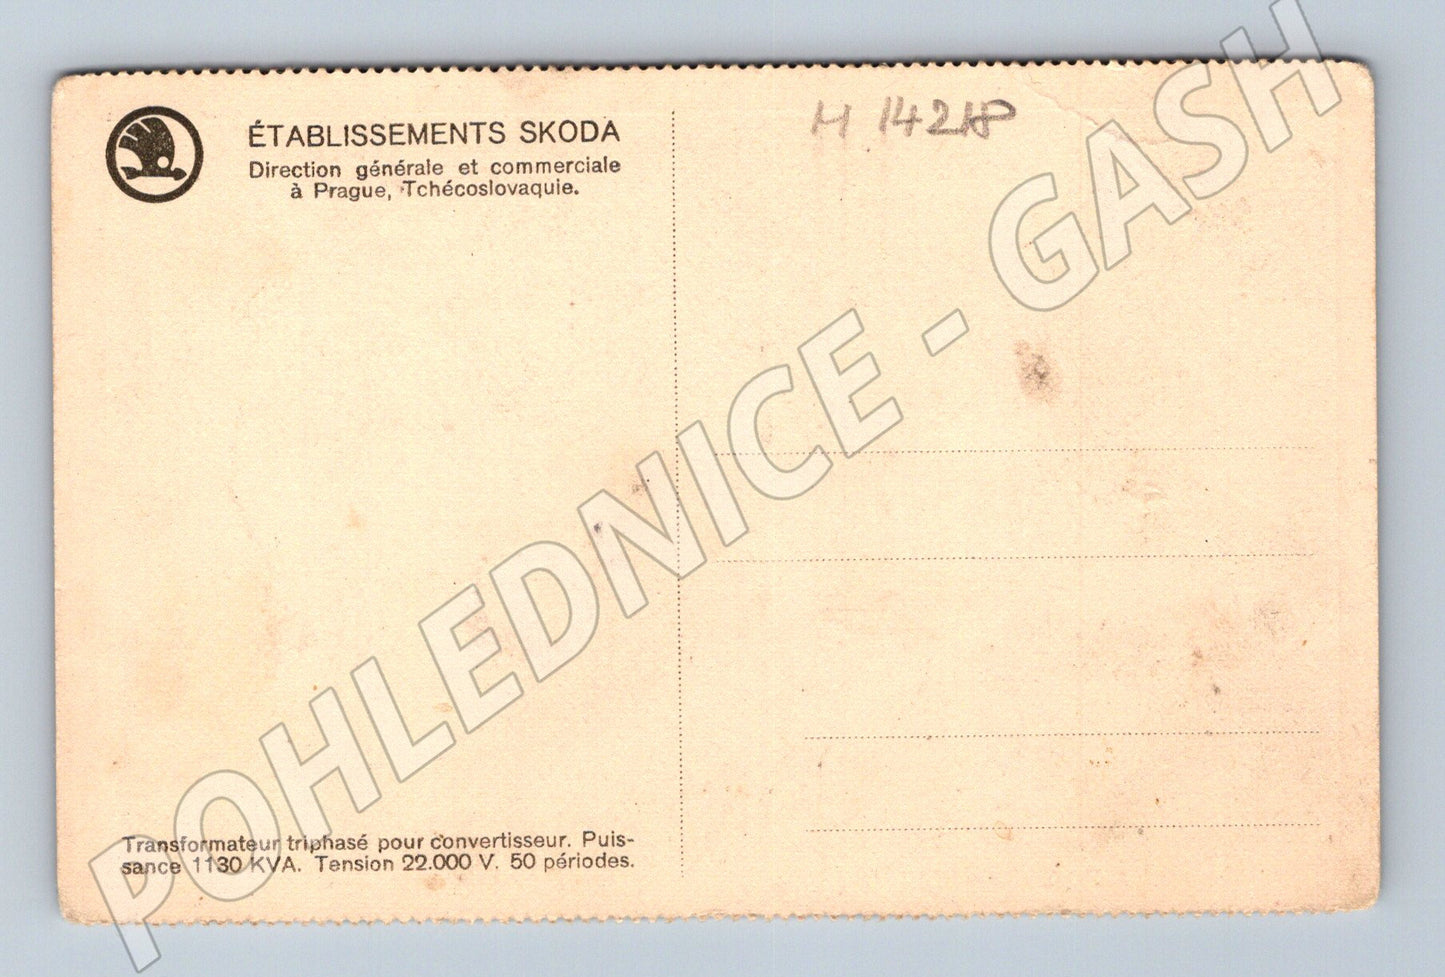 ÉTABLISSEMENTS SKODA
Direction générale et commerciale
à Prague, Tchécoslovaquie.
H 14218
Transformateur triphasé pour convertisseur. Puis-
sance 1130 KVA. Tension 22.000 V. 50 périodes.
POHLEDNICE - GASH